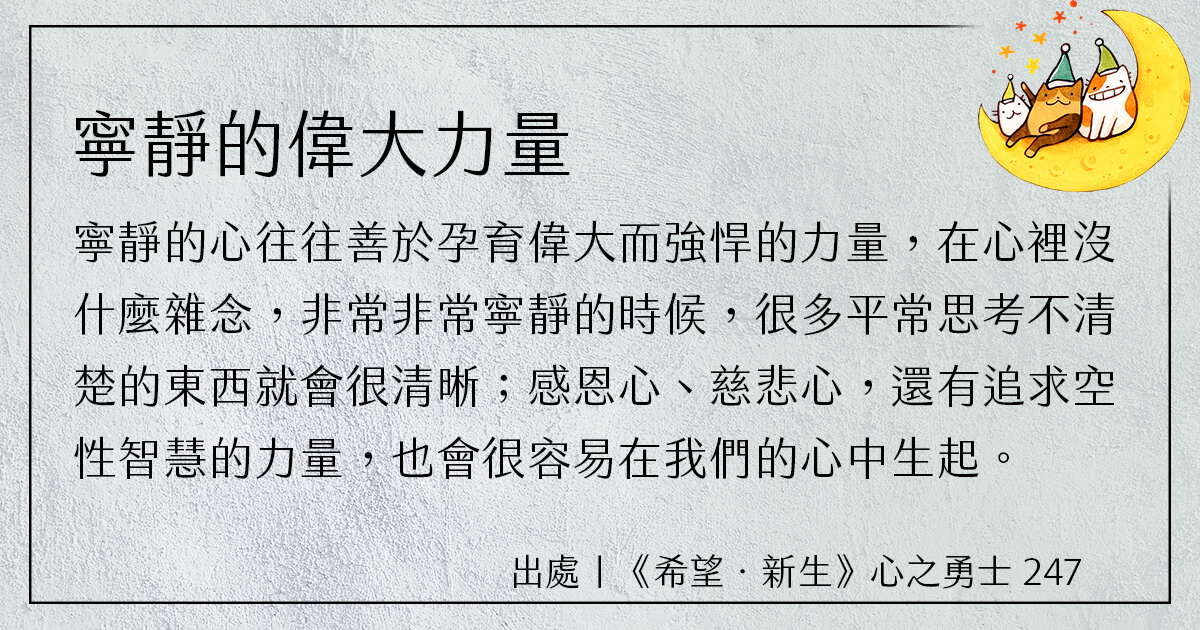 寧靜的偉大力量
寧靜的心往往善於孕育偉大而強悍的力量，在心裡沒
什麼雜念，非常非常寧靜的時候，很多平常思考不清
楚的東西就會很清晰；感恩心、慈悲心，還有追求空
性智慧的力量，也會很容易在我們的心中生起。
出處｜《希望．新生》心之勇士 247